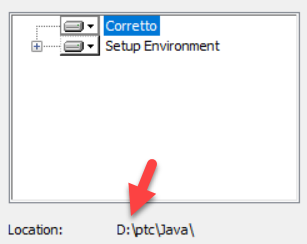 Corretto
Setup Environment
Location: D:\ptc\Java\